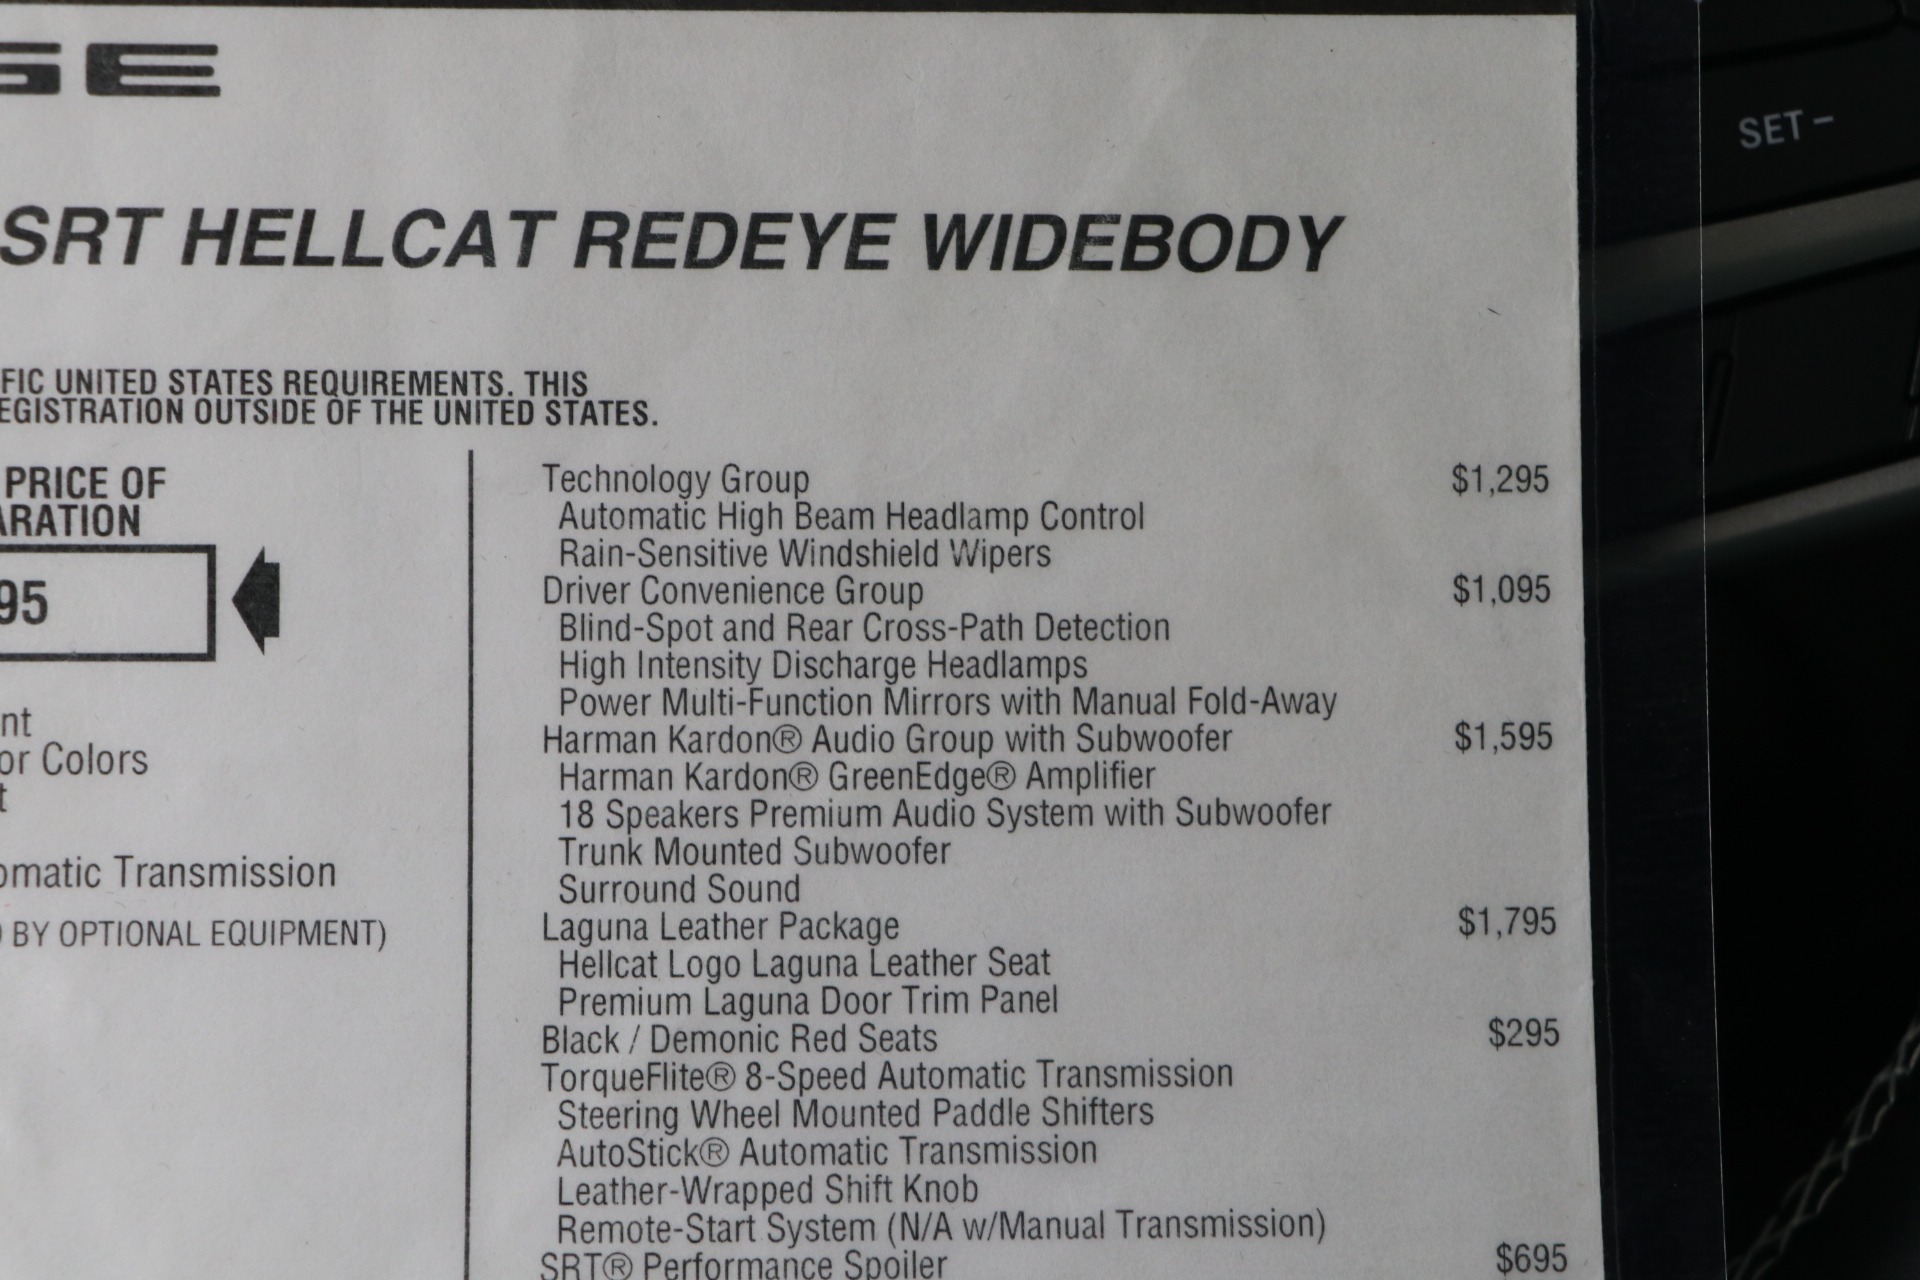 GE
SET -
SRT HELLCAT REDEYE WIDEBODY
FIC UNITED STATES REQUIREMENTS. THIS
EGISTRATION OUTSIDE OF THE UNITED STATES.
PRICE OF
ARATION
95
nt
or Colors
t
omatic Transmission
BY OPTIONAL EQUIPMENT)
Technology Group $1,295
Automatic High Beam Headlamp Control
Rain-Sensitive Windshield Wipers
Driver Convenience Group $1,095
Blind-Spot and Rear Cross-Path Detection
High Intensity Discharge Headlamps
Power Multi-Function Mirrors with Manual Fold-Away
Harman Kardon® Audio Group with Subwoofer $1,595
Harman Kardon® GreenEdge® Amplifier
18 Speakers Premium Audio System with Subwoofer
Trunk Mounted Subwoofer
Surround Sound
Laguna Leather Package $1,795
Hellcat Logo Laguna Leather Seat
Premium Laguna Door Trim Panel
Black / Demonic Red Seats $295
TorqueFlite® 8-Speed Automatic Transmission
Steering Wheel Mounted Paddle Shifters
AutoStick® Automatic Transmission
Leather-Wrapped Shift Knob
Remote-Start System (N/A w/Manual Transmission)
SRT® Performance Spoiler $695